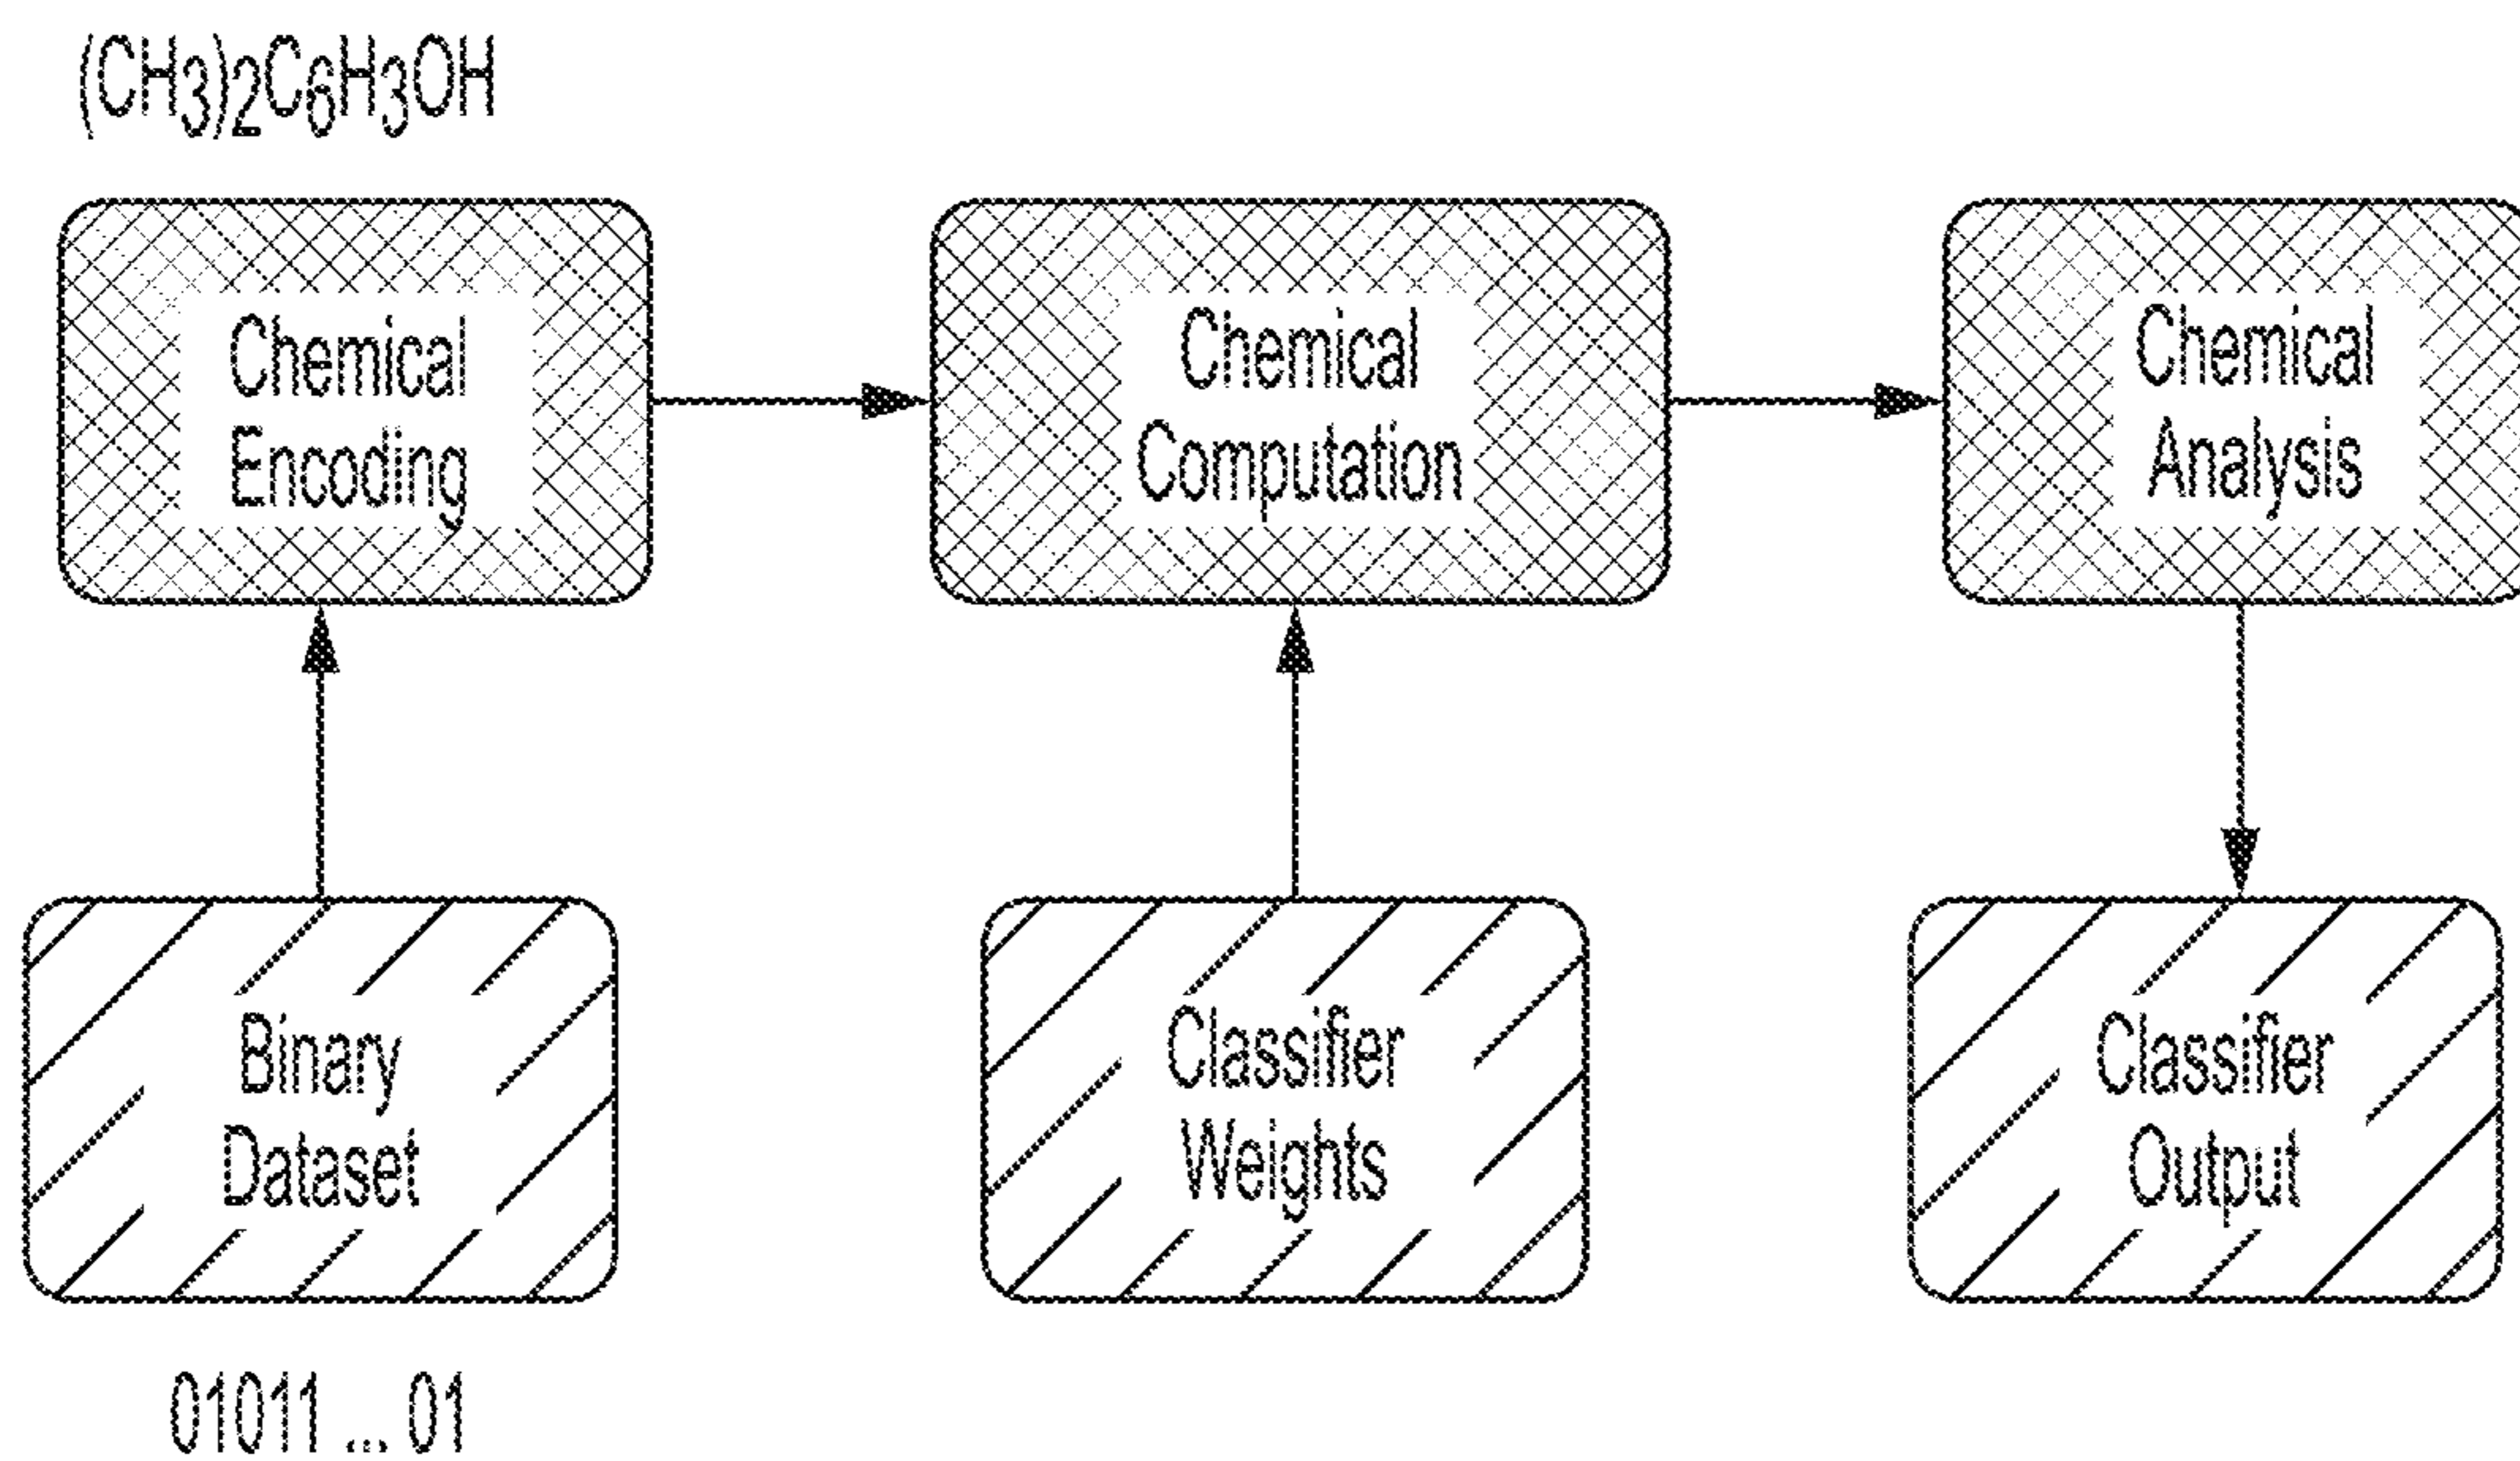 (CH3)2C6H3OH
Chemical
Encoding
Chemical
Computation
Chemical
Analysis
Binary
Dataset
Classifier
Weights
Classifier
Output
01011 ... 01